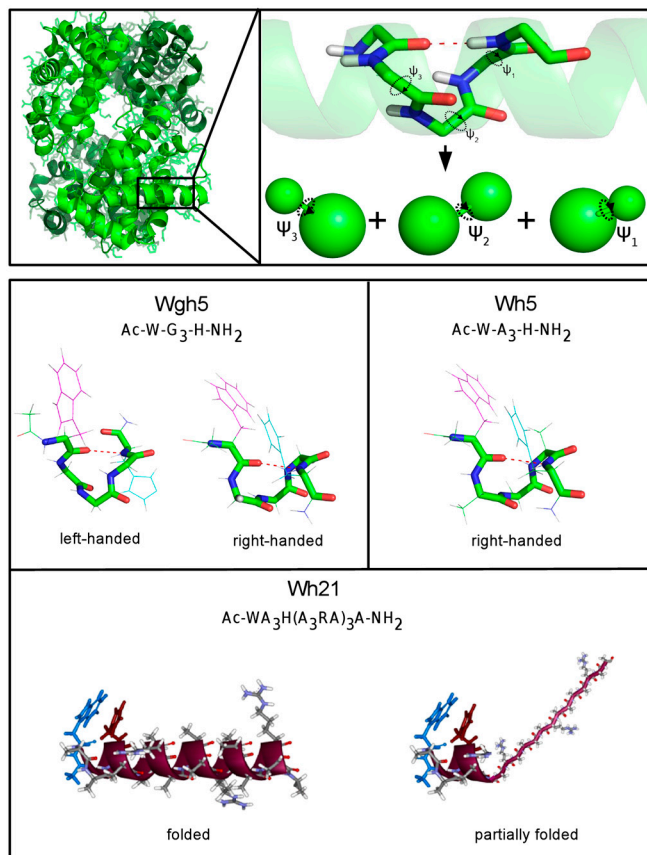 ψ3
ψ1
ψ2
ψ3 + ψ2 + ψ1
Wgh5
Ac-W-G3-H-NH2
left-handed
right-handed
Wh5
Ac-W-A3-H-NH2
right-handed
Wh21
Ac-WA3H(A3RA)3A-NH2
folded
partially folded